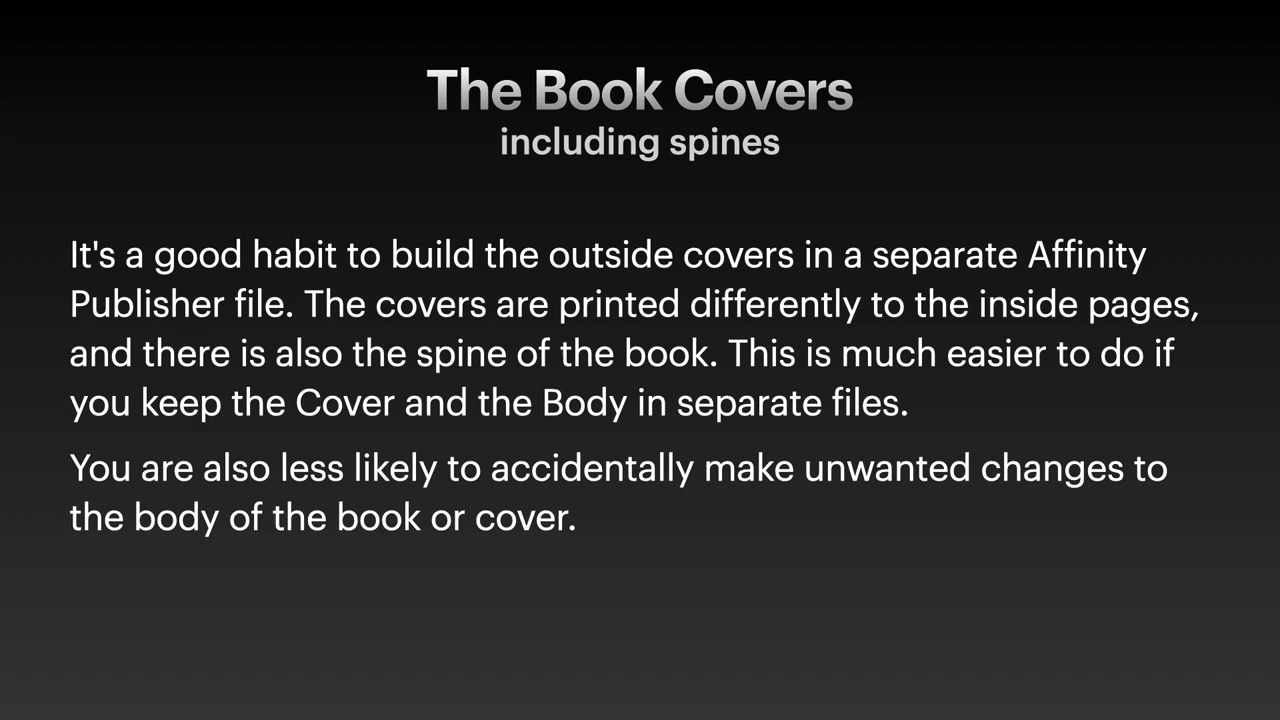 The Book Covers
including spines
It's a good habit to build the outside covers in a separate Affinity
Publisher file. The covers are printed differently to the inside pages,
and there is also the spine of the book. This is much easier to do if
you keep the Cover and the Body in separate files.
You are also less likely to accidentally make unwanted changes to
the body of the book or cover.